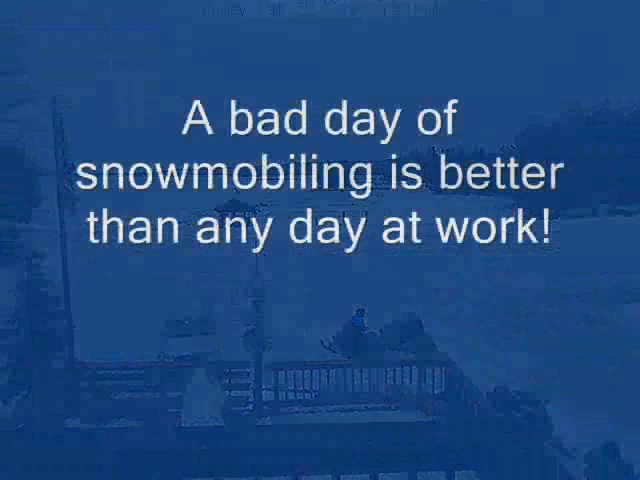 A bad day of
snowmobiling is better
than any day at work!